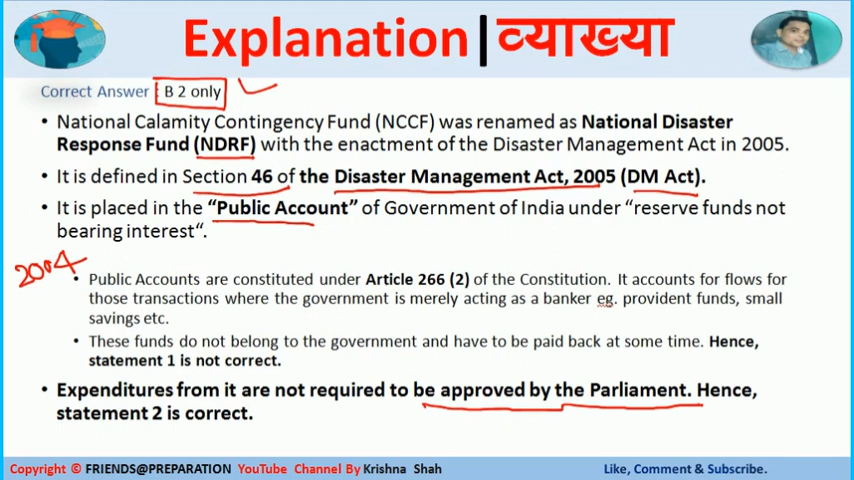 Explanation|व्याख्या
Correct Answer : B 2 only
• National Calamity Contingency Fund (NCCF) was renamed as National Disaster
Response Fund (NDRF) with the enactment of the Disaster Management Act in 2005.
• It is defined in Section 46 of the Disaster Management Act, 2005 (DM Act).
• It is placed in the “Public Account” of Government of India under “reserve funds not
bearing interest“.
2004
• Public Accounts are constituted under Article 266 (2) of the Constitution. It accounts for flows for
those transactions where the government is merely acting as a banker eg. provident funds, small
savings etc.
• These funds do not belong to the government and have to be paid back at some time. Hence,
statement 1 is not correct.
• Expenditures from it are not required to be approved by the Parliament. Hence,
statement 2 is correct.
Copyright © FRIENDS@PREPARATION YouTube Channel By Krishna Shah Like, Comment & Subscribe.